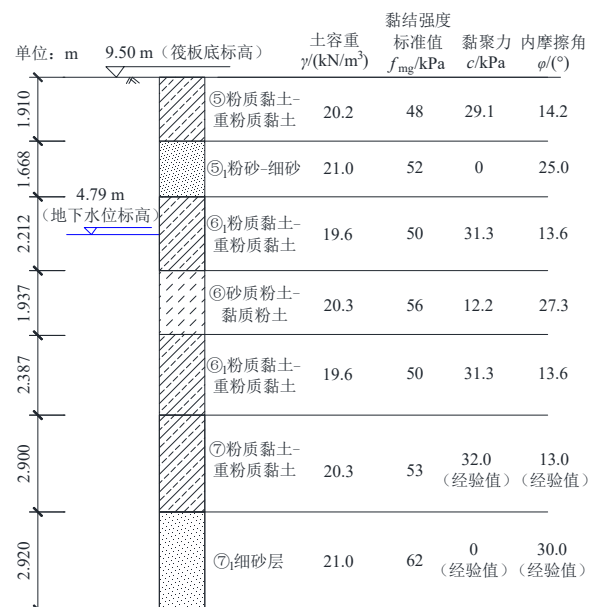 单位：m
9.50 m（筏板底标高）
土容重
γ/(kN/m³)
黏结强度
标准值
fmg/kPa
黏聚力
c/kPa
内摩擦角
φ/(°)
1.910
⑤粉质黏土-
重粉质黏土
20.2 48 29.1 14.2
1.668
⑤₁粉砂-细砂 21.0 52 0 25.0
4.79 m
（地下水位标高）
2.212
⑥₁粉质黏土-
重粉质黏土
19.6 50 31.3 13.6
1.937
⑥砂质粉土-
黏质粉土
20.3 56 12.2 27.3
2.387
⑥₁粉质黏土-
重粉质黏土
19.6 50 31.3 13.6
2.900
⑦粉质黏土-
重粉质黏土
20.3 53
32.0
（经验值）
13.0
（经验值）
2.920
⑦₁细砂层 21.0 62
0
（经验值）
30.0
（经验值）